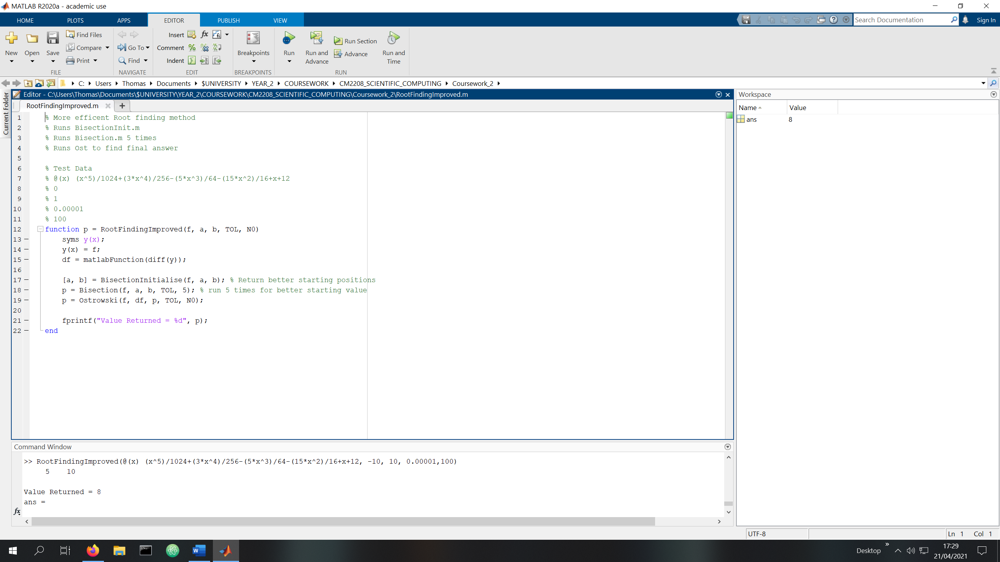 MATLAB R2020a - academic use
HOME PLOTS APPS EDITOR PUBLISH VIEW Search Documentation Sign In
New Open Save Find Files Compare Print FILE
Go To Find NAVIGATE
Insert fx Comment Indent EDIT
Breakpoints BREAKPOINTS
Run Run and Advance Run Section Advance Run and Time RUN
C: Users Thomas Documents $UNIVERSITY YEAR_2 COURSEWORK CM2208_SCIENTIFIC_COMPUTING Coursework_2
Current Folder
Editor - C:\Users\Thomas\Documents\$UNIVERSITY\YEAR_2\COURSEWORK\CM2208_SCIENTIFIC_COMPUTING\Coursework_2\RootFindingImproved.m
RootFindingImproved.m
1 % More efficent Root finding method
2 % Runs BisectionInit.m
3 % Runs Bisection.m 5 times
4 % Runs Ost to find final answer
5
6 % Test Data
7 % @(x) (x^5)/1024+(3*x^4)/256-(5*x^3)/64-(15*x^2)/16+x+12
8 % 0
9 % 1
10 % 0.00001
11 % 100
12 function p = RootFindingImproved(f, a, b, TOL, N0)
13 syms y(x);
14 y(x) = f;
15 df = matlabFunction(diff(y));
16
17 [a, b] = BisectionInitialise(f, a, b); % Return better starting positions
18 p = Bisection(f, a, b, TOL, 5); % run 5 times for better starting value
19 p = Ostrowski(f, df, p, TOL, N0);
20
21 fprintf("Value Returned = %d", p);
22 end
Workspace
Name Value
ans 8
Command Window
>> RootFindingImproved(@(x) (x^5)/1024+(3*x^4)/256-(5*x^3)/64-(15*x^2)/16+x+12, -10, 10, 0.00001,100)
5 10
Value Returned = 8
ans =
fx
UTF-8 Ln 1 Col 1
Desktop 17:29
21/04/2021